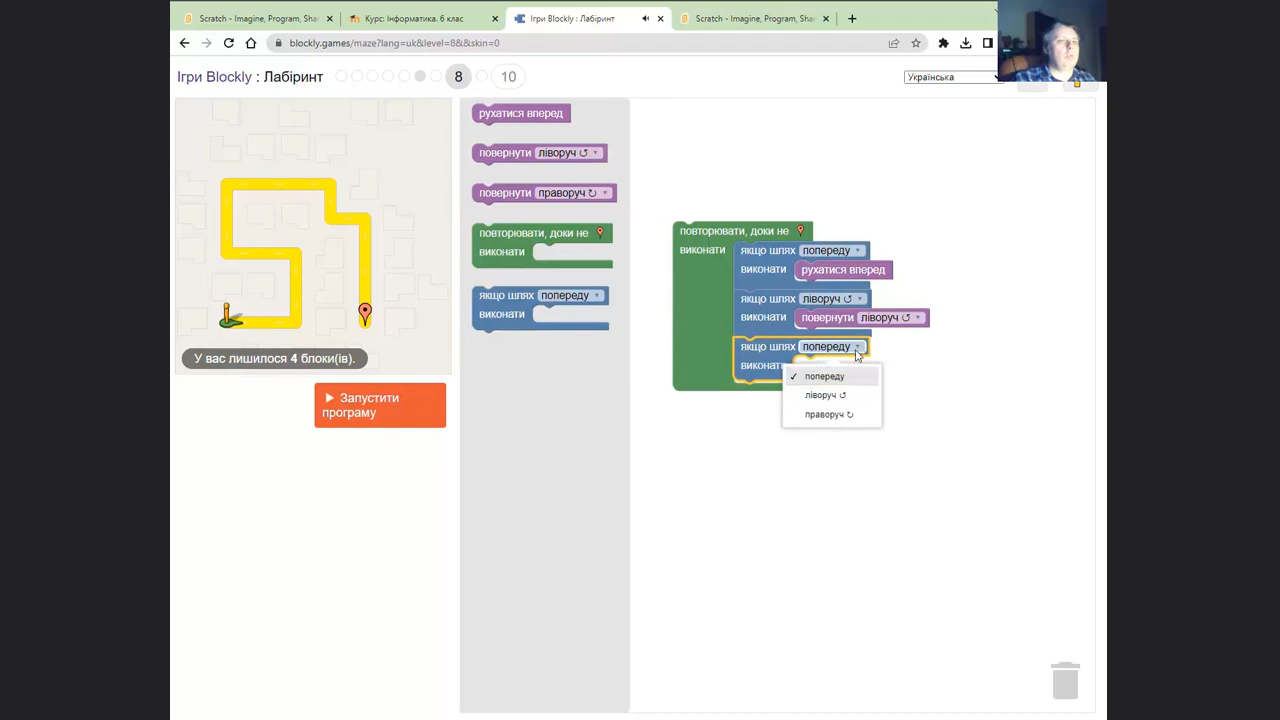 Scratch - Imagine, Program, Shar
Курс: Інформатика. 6 клас
Ігри Blockly : Лабіринт
Scratch - Imagine, Program, Shar
blockly.games/maze?lang=uk&level=8&&skin=0
Ігри Blockly : Лабіринт
8
10
Українська
рухатися вперед
повернути ліворуч ↺
повернути праворуч ↻
повторювати, доки не
виконати
якщо шлях попереду
виконати
У вас лишилося 4 блоки(ів).
Запустити
програму
повторювати, доки не
виконати
якщо шлях попереду
виконати
рухатися вперед
якщо шлях ліворуч ↺
виконати
повернути ліворуч ↺
якщо шлях попереду
виконати
✓ попереду
ліворуч ↺
праворуч ↻